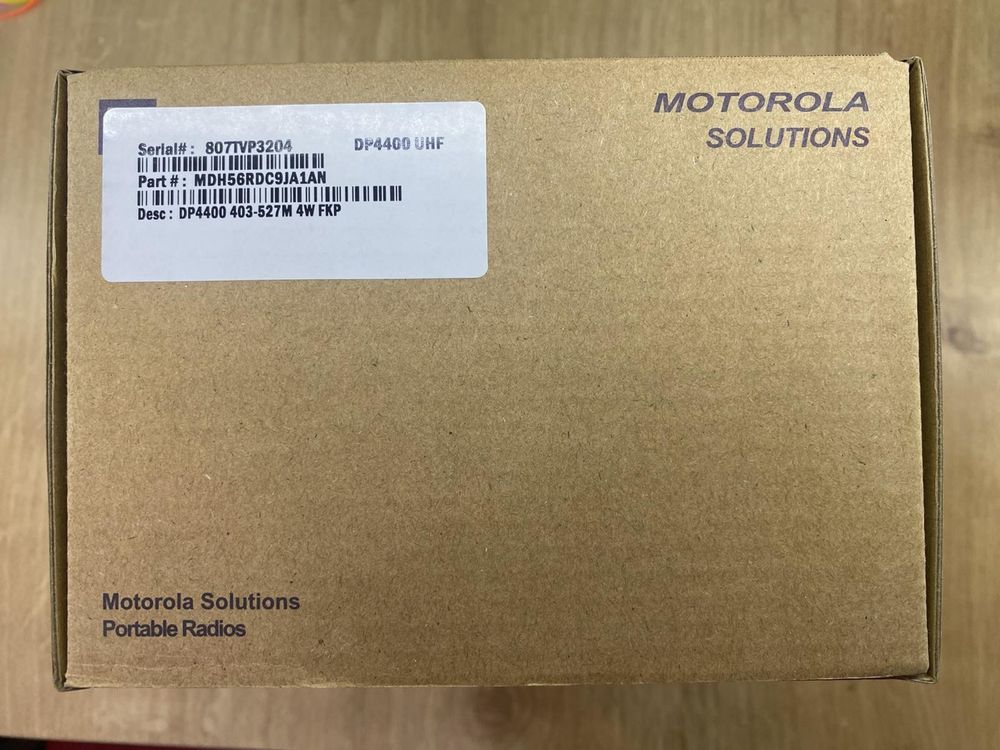 MOTOROLA
SOLUTIONS
Serial# : 807TVP3204 DP4400 UHF
Part # : MDH56RDC9JA1AN
Desc : DP4400 403-527M 4W FKP
Motorola Solutions
Portable Radios